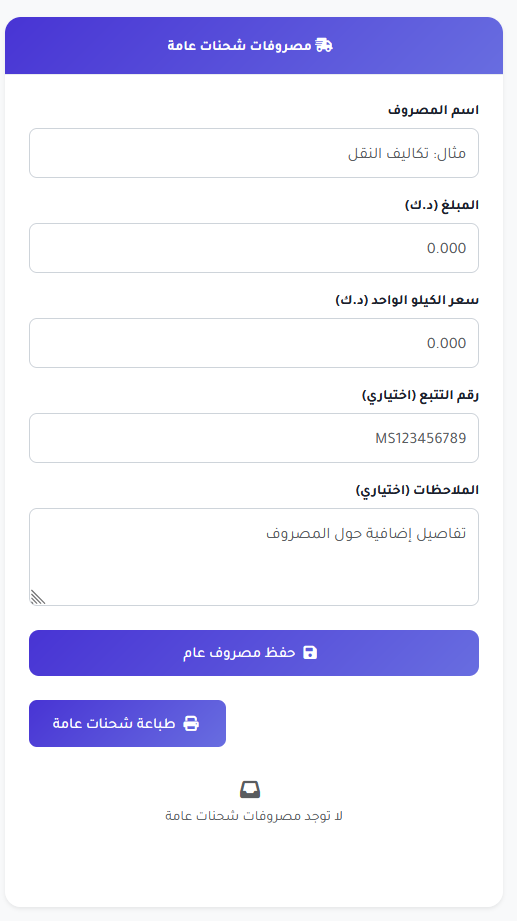 مصروفات شحنات عامة
اسم المصروف
مثال: تكاليف النقل
المبلغ (د.ك)
0.000
سعر الكيلو الواحد (د.ك)
0.000
رقم التتبع (اختياري)
MS123456789
الملاحظات (اختياري)
تفاصيل إضافية حول المصروف
حفظ مصروف عام
طباعة شحنات عامة
لا توجد مصروفات شحنات عامة